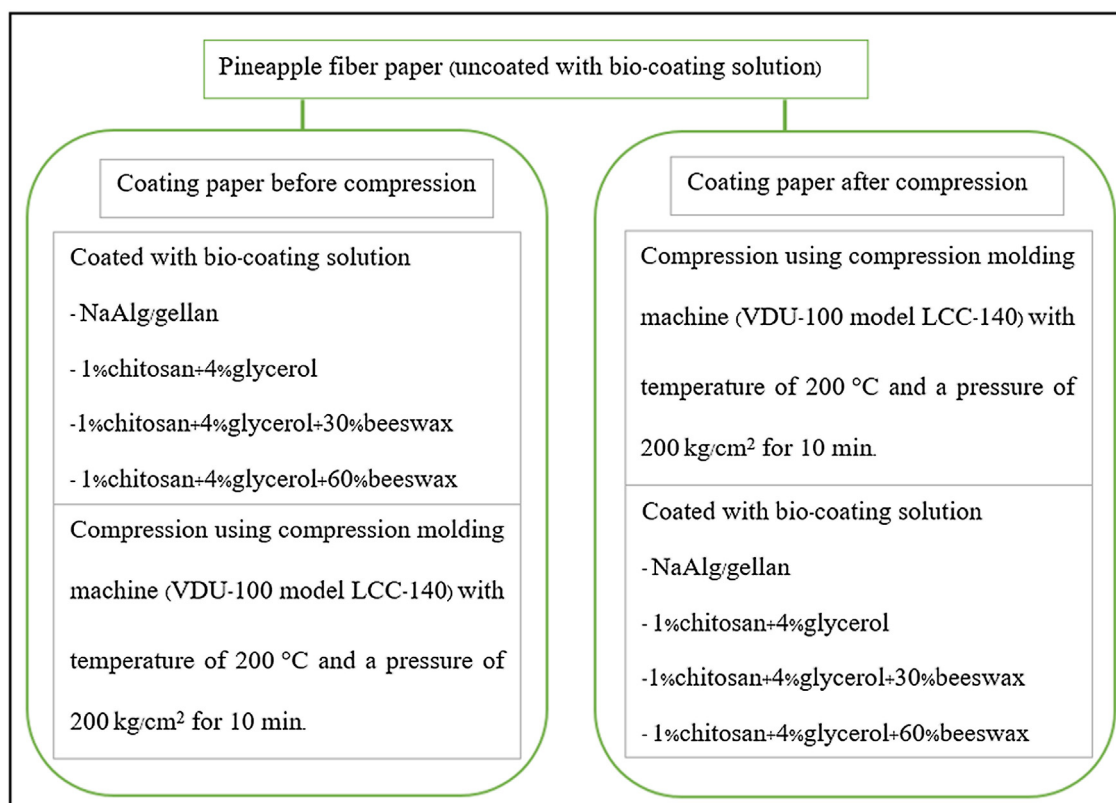 Pineapple fiber paper (uncoated with bio-coating solution)
Coating paper before compression
Coated with bio-coating solution
- NaAlg/gellan
- 1%chitosan+4%glycerol
-1%chitosan+4%glycerol+30%beeswax
- 1%chitosan+4%glycerol+60%beeswax
Compression using compression molding
machine (VDU-100 model LCC-140) with
temperature of 200 °C and a pressure of
200 kg/cm² for 10 min.
Coating paper after compression
Compression using compression molding
machine (VDU-100 model LCC-140) with
temperature of 200 °C and a pressure of
200 kg/cm² for 10 min.
Coated with bio-coating solution
- NaAlg/gellan
- 1%chitosan+4%glycerol
-1%chitosan+4%glycerol+30%beeswax
- 1%chitosan+4%glycerol+60%beeswax